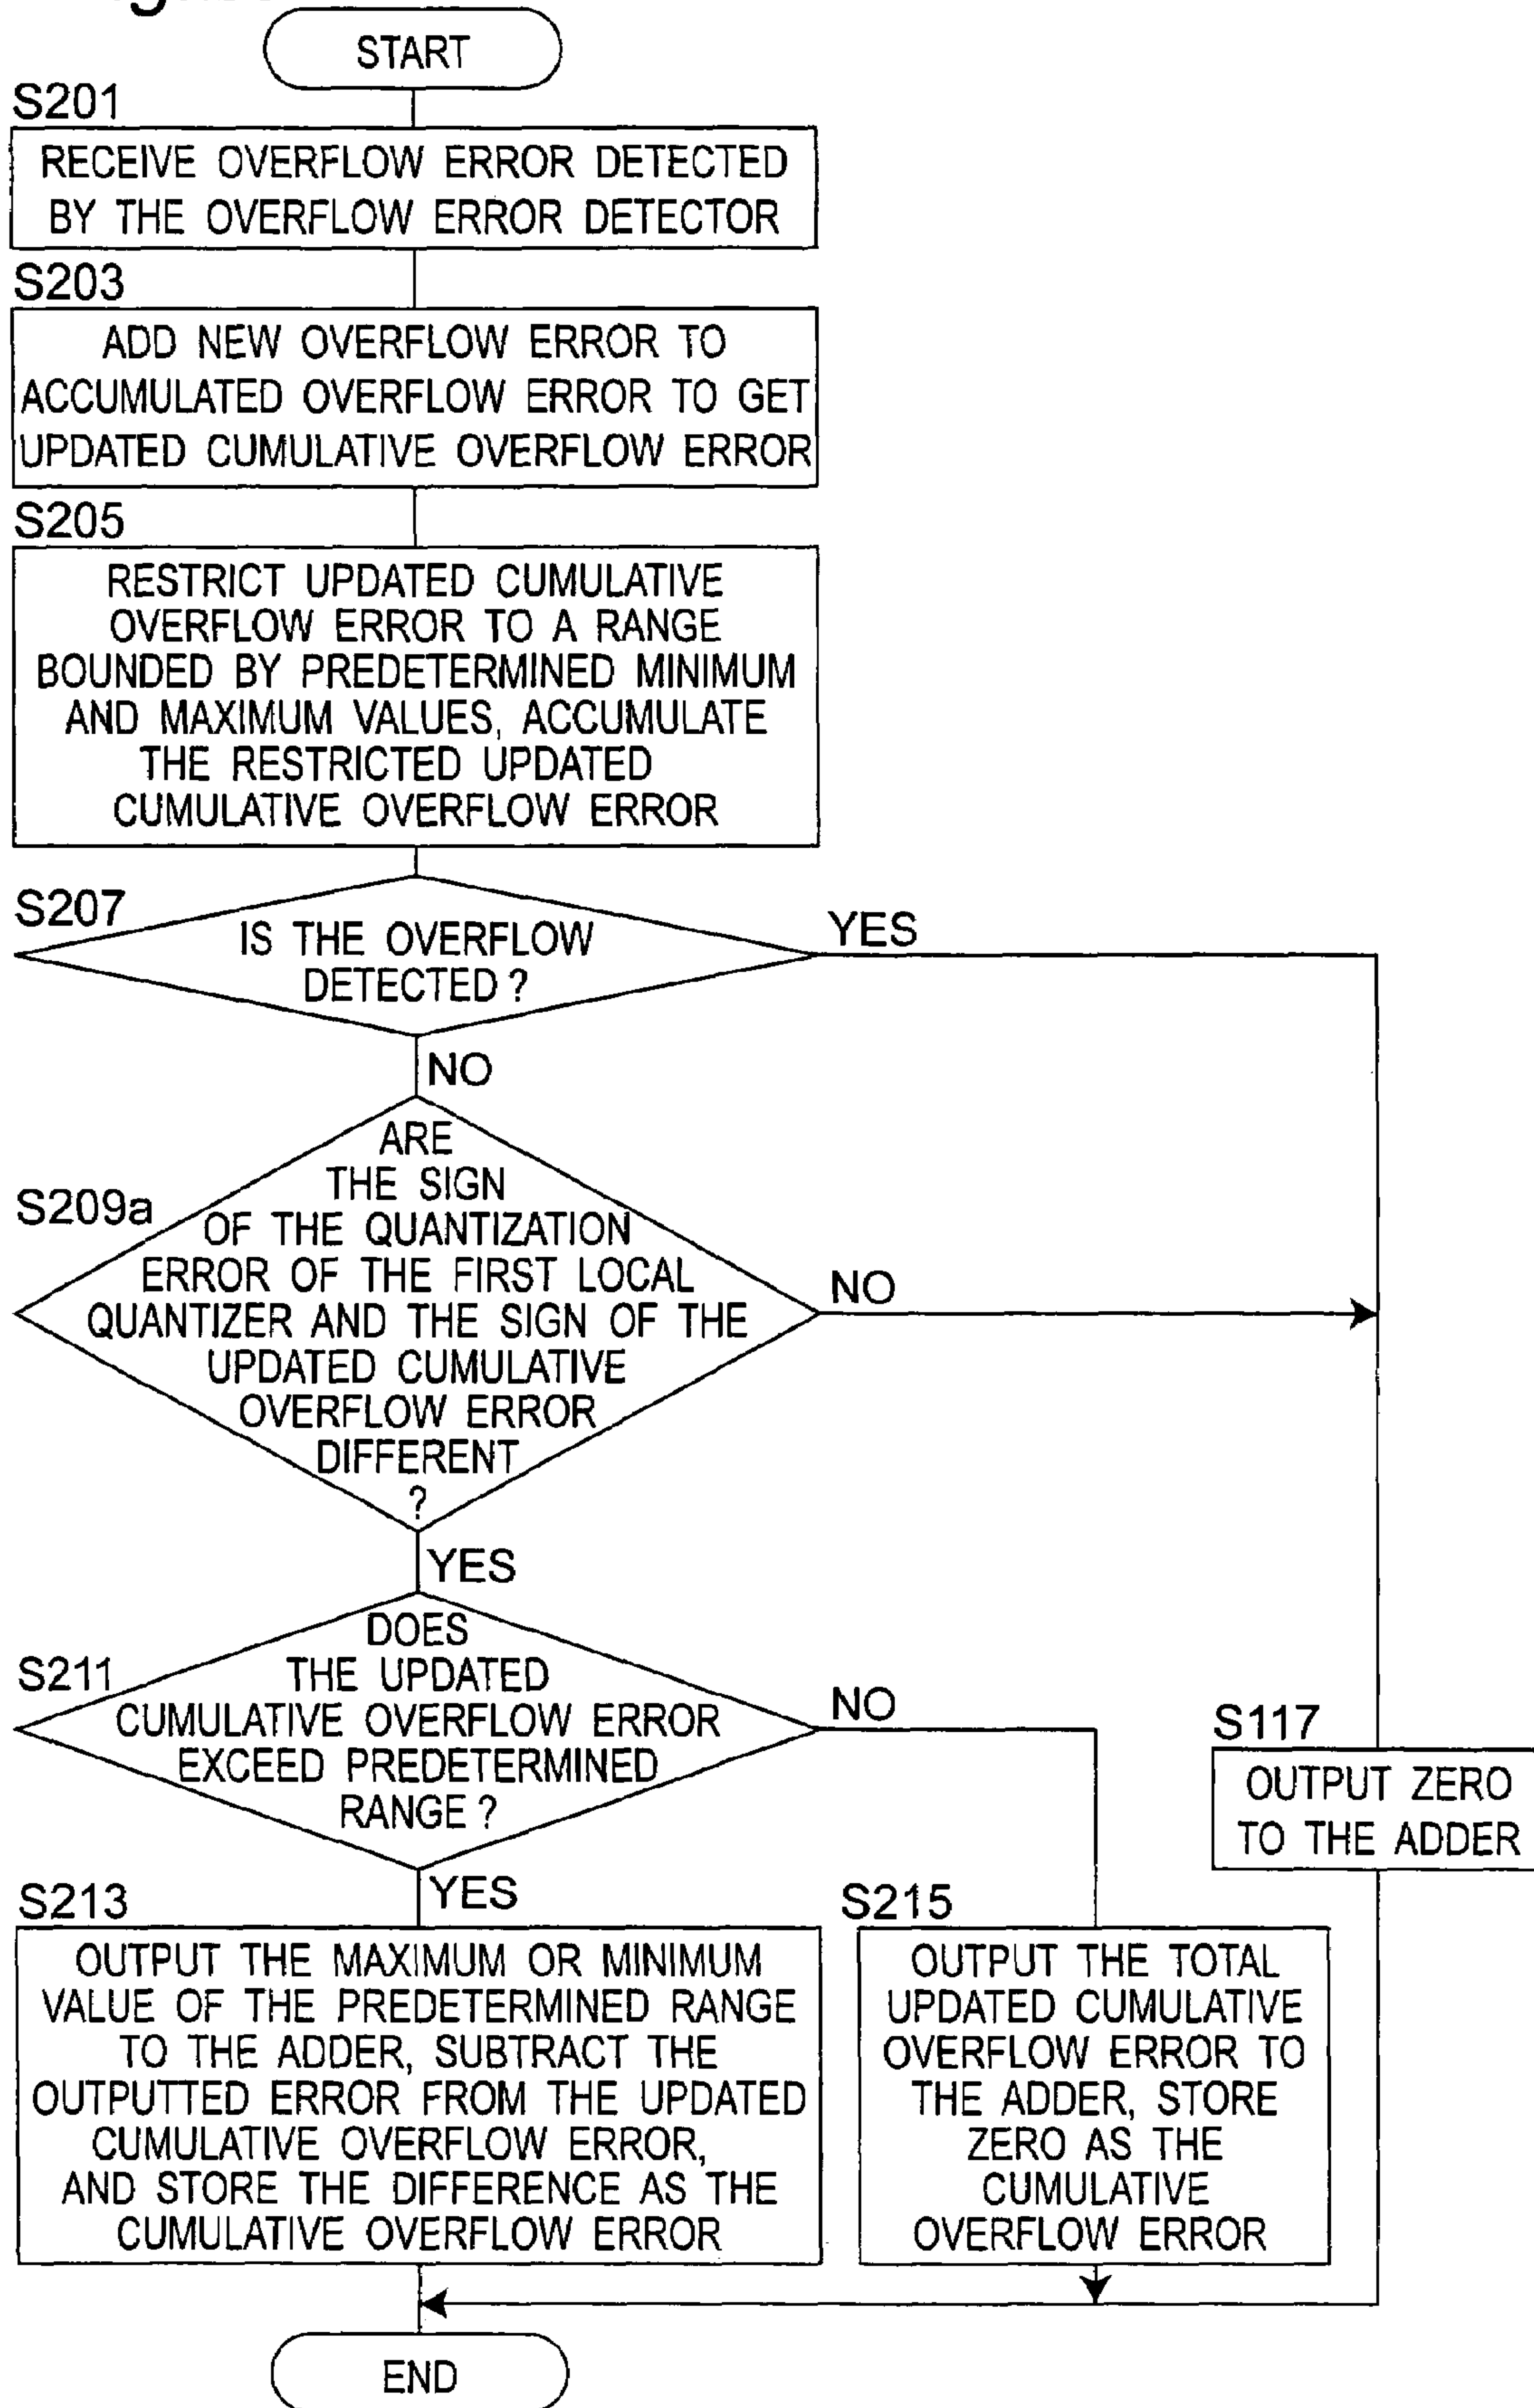 START
S201
RECEIVE OVERFLOW ERROR DETECTED
BY THE OVERFLOW ERROR DETECTOR
S203
ADD NEW OVERFLOW ERROR TO
ACCUMULATED OVERFLOW ERROR TO GET
UPDATED CUMULATIVE OVERFLOW ERROR
S205
RESTRICT UPDATED CUMULATIVE
OVERFLOW ERROR TO A RANGE
BOUNDED BY PREDETERMINED MINIMUM
AND MAXIMUM VALUES, ACCUMULATE
THE RESTRICTED UPDATED
CUMULATIVE OVERFLOW ERROR
S207
IS THE OVERFLOW
DETECTED?
YES
NO
S209a
ARE
THE SIGN
OF THE QUANTIZATION
ERROR OF THE FIRST LOCAL
QUANTIZER AND THE SIGN OF THE
UPDATED CUMULATIVE
OVERFLOW ERROR
DIFFERENT
?
NO
YES
S211
DOES
THE UPDATED
CUMULATIVE OVERFLOW ERROR
EXCEED PREDETERMINED
RANGE?
NO
YES
S117
OUTPUT ZERO
TO THE ADDER
S213
OUTPUT THE MAXIMUM OR MINIMUM
VALUE OF THE PREDETERMINED RANGE
TO THE ADDER, SUBTRACT THE
OUTPUTTED ERROR FROM THE UPDATED
CUMULATIVE OVERFLOW ERROR,
AND STORE THE DIFFERENCE AS THE
CUMULATIVE OVERFLOW ERROR
S215
OUTPUT THE TOTAL
UPDATED CUMULATIVE
OVERFLOW ERROR TO
THE ADDER, STORE
ZERO AS THE
CUMULATIVE
OVERFLOW ERROR
END